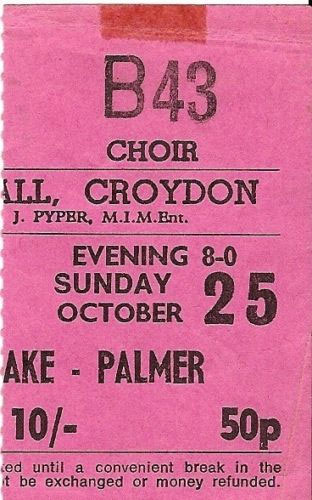 B43
CHOIR
ALL, CROYDON
J. PYPER, M.I.M.Ent.
EVENING 8-0
SUNDAY
OCTOBER 25
AKE - PALMER
10/- 50p
ed until a convenient break in the
t be exchanged or money refunded.